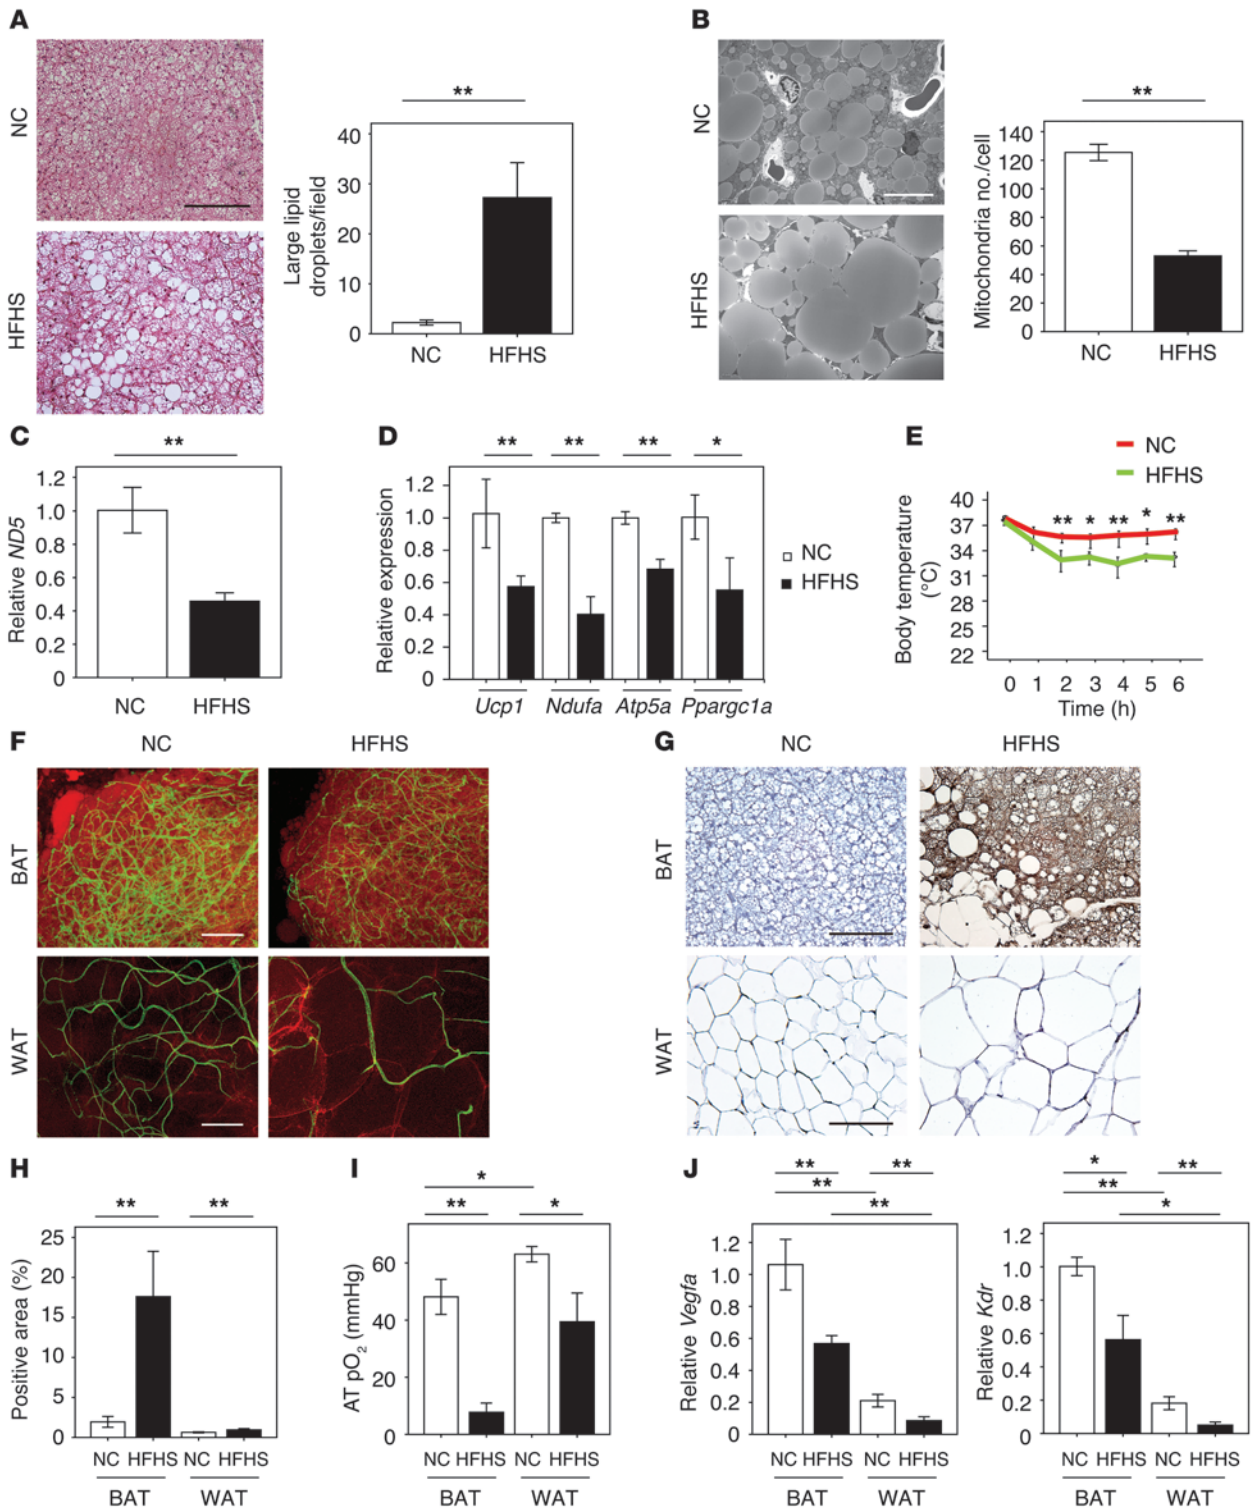 A
NC
HFHS
**
Large lipid
droplets/field
40
30
20
10
0
NC HFHS
B
NC
HFHS
**
Mitochondria no./cell
140
120
100
80
60
40
20
0
NC HFHS
C
**
Relative ND5
1.2
1.0
0.8
0.6
0.4
0.2
0
NC HFHS
D
** ** ** *
Relative expression
1.2
1.0
0.8
0.6
0.4
0.2
0
Ucp1 Ndufa Atp5a Ppargc1a
NC
HFHS
E
NC
HFHS
Body temperature
(°C)
40
37
34
31
28
25
22
** * ** * **
0 1 2 3 4 5 6
Time (h)
F
NC HFHS
BAT
WAT
G
NC HFHS
BAT
WAT
H
** **
Positive area (%)
25
20
15
10
5
0
NC HFHS NC HFHS
BAT WAT
I
*
** *
AT pO2 (mmHg)
60
40
20
0
NC HFHS NC HFHS
BAT WAT
J
** **
**
**
Relative Vegfa
1.2
1.0
0.8
0.6
0.4
0.2
0
NC HFHS NC HFHS
BAT WAT
* **
**
*
Relative Kdr
1.2
1.0
0.8
0.6
0.4
0.2
0
NC HFHS NC HFHS
BAT WAT